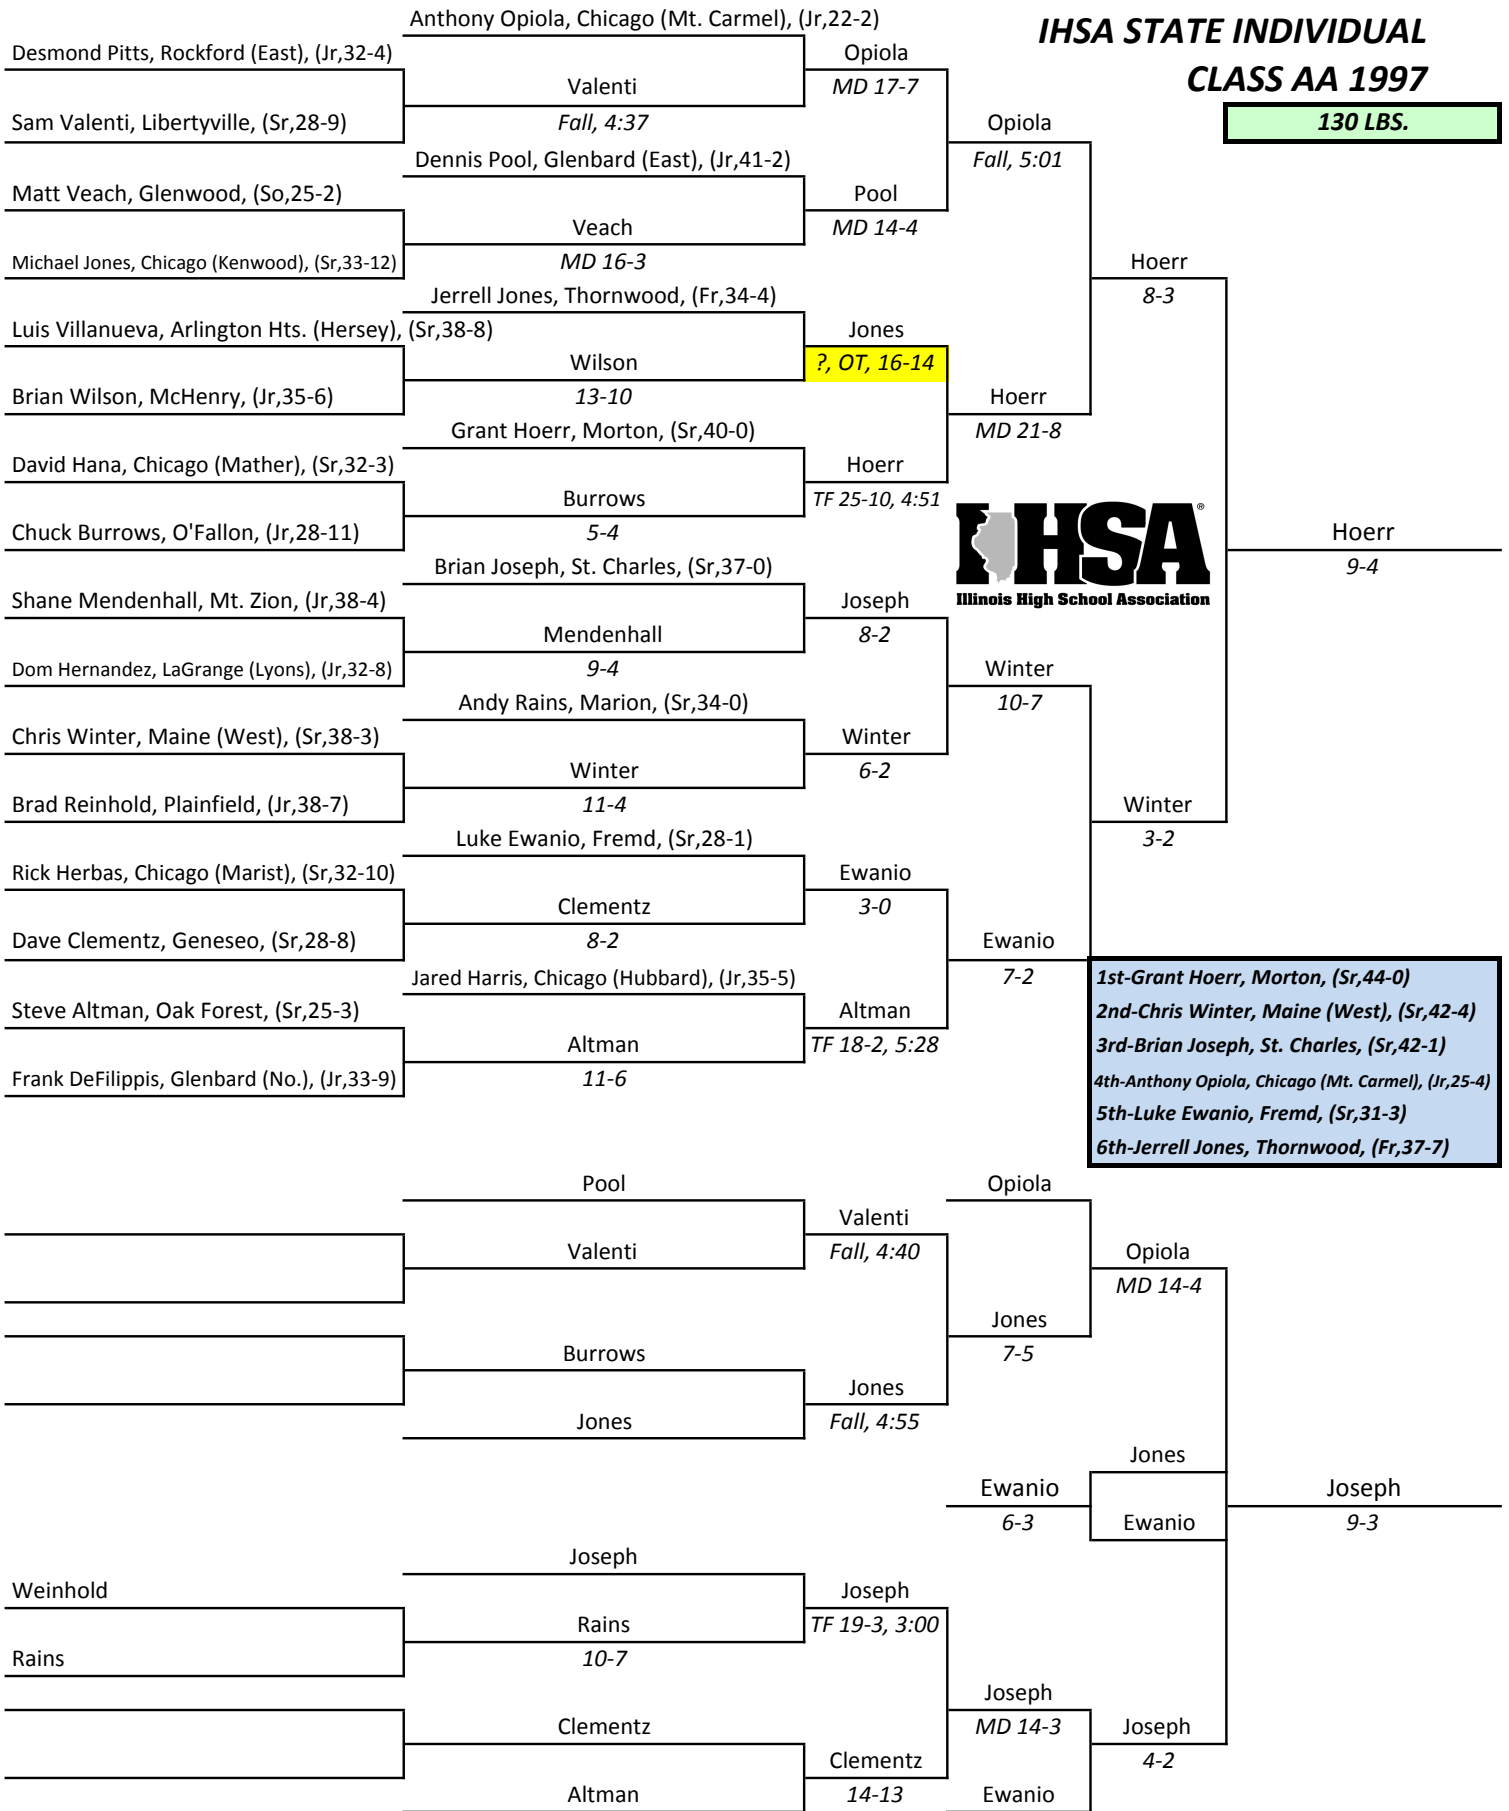 Anthony Opiola, Chicago (Mt. Carmel), (Jr,22-2)
IHSA STATE INDIVIDUAL
Desmond Pitts, Rockford (East), (Jr,32-4)
Opiola
CLASS AA 1997
Valenti
MD 17-7
Sam Valenti, Libertyville, (Sr,28-9)
Fall, 4:37
Opiola
130 LBS.
Dennis Pool, Glenbard (East), (Jr,41-2)
Fall, 5:01
Matt Veach, Glenwood, (So,25-2)
Pool
Veach
MD 14-4
Michael Jones, Chicago (Kenwood), (Sr,33-12)
MD 16-3
Hoerr
Jerrell Jones, Thornwood, (Fr,34-4)
8-3
Luis Villanueva, Arlington Hts. (Hersey), (Sr,38-8)
Jones
Wilson
?, OT, 16-14
Brian Wilson, McHenry, (Jr,35-6)
13-10
Hoerr
Grant Hoerr, Morton, (Sr,40-0)
MD 21-8
David Hana, Chicago (Mather), (Sr,32-3)
Hoerr
Burrows
TF 25-10, 4:51
Chuck Burrows, O'Fallon, (Jr,28-11)
5-4
IHSA®
Hoerr
Brian Joseph, St. Charles, (Sr,37-0)
9-4
Shane Mendenhall, Mt. Zion, (Jr,38-4)
Joseph
Illinois High School Association
Mendenhall
8-2
Dom Hernandez, LaGrange (Lyons), (Jr,32-8)
9-4
Winter
Andy Rains, Marion, (Sr,34-0)
10-7
Chris Winter, Maine (West), (Sr,38-3)
Winter
Winter
6-2
Brad Reinhold, Plainfield, (Jr,38-7)
11-4
Winter
Luke Ewanio, Fremd, (Sr,28-1)
3-2
Rick Herbas, Chicago (Marist), (Sr,32-10)
Ewanio
Clementz
3-0
Dave Clementz, Geneseo, (Sr,28-8)
8-2
Ewanio
Jared Harris, Chicago (Hubbard), (Jr,35-5)
7-2
1st-Grant Hoerr, Morton, (Sr,44-0)
Steve Altman, Oak Forest, (Sr,25-3)
Altman
2nd-Chris Winter, Maine (West), (Sr,42-4)
Altman
TF 18-2, 5:28
3rd-Brian Joseph, St. Charles, (Sr,42-1)
Frank DeFilippis, Glenbard (No.), (Jr,33-9)
11-6
4th-Anthony Opiola, Chicago (Mt. Carmel), (Jr,25-4)
5th-Luke Ewanio, Fremd, (Sr,31-3)
6th-Jerrell Jones, Thornwood, (Fr,37-7)
Pool
Opiola
Valenti
Valenti
Fall, 4:40
Opiola
MD 14-4
Jones
Burrows
7-5
Jones
Jones
Fall, 4:55
Jones
Ewanio
Joseph
6-3
Ewanio
9-3
Joseph
Weinhold
Joseph
Rains
TF 19-3, 3:00
Rains
10-7
Joseph
Clementz
MD 14-3
Joseph
Clementz
4-2
Altman
14-13
Ewanio